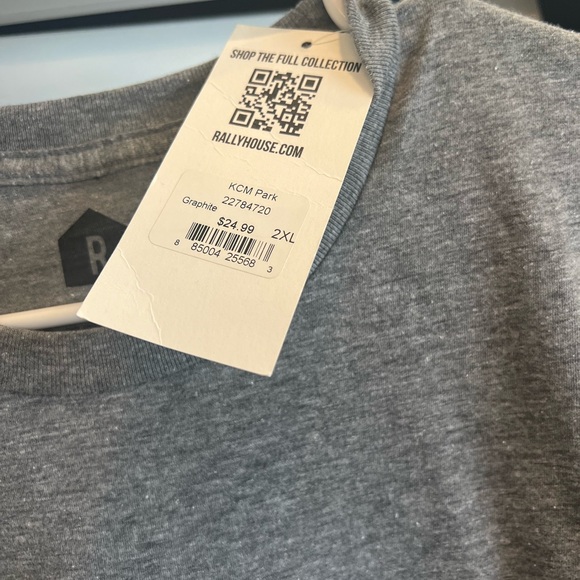 SHOP THE FULL COLLECTION
RALLYHOUSE.COM
KCM Park
Graphite 22784720
$24.99 2XL
8 85004 25568 3
R